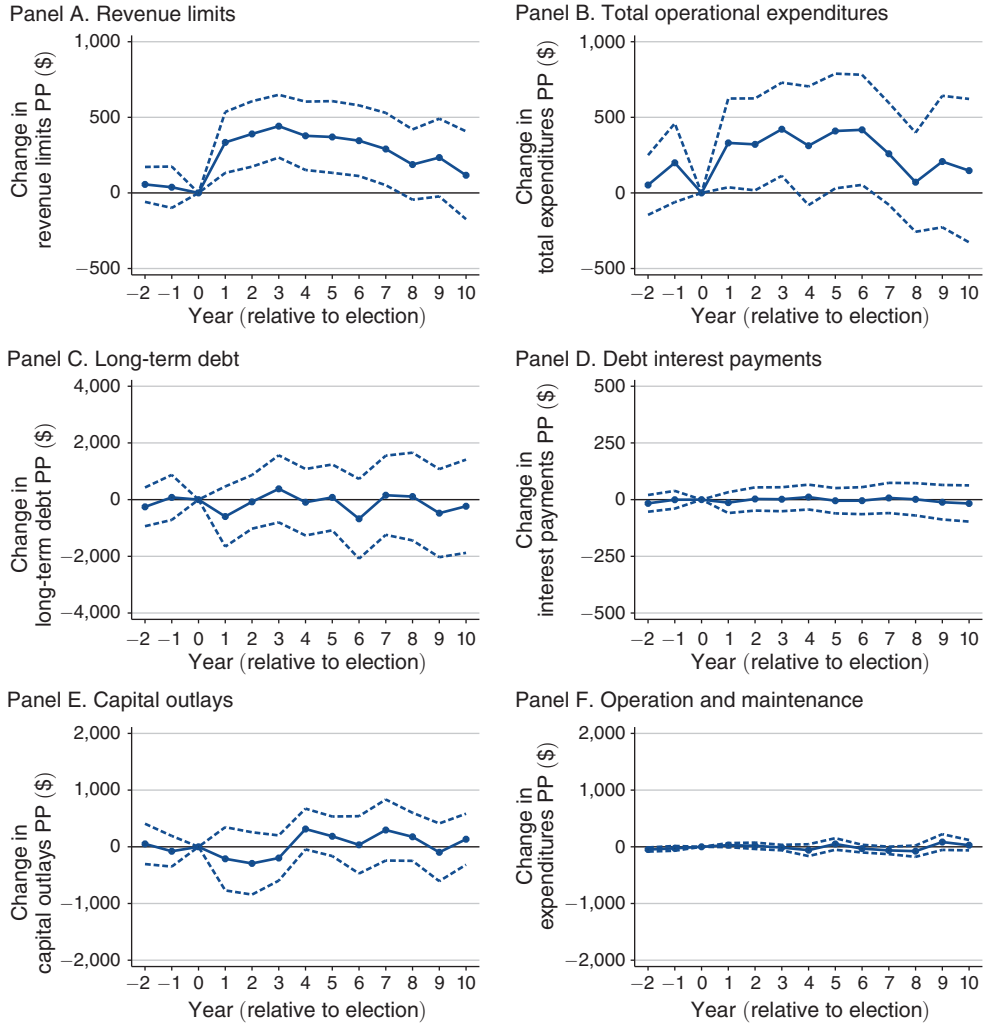 Panel A. Revenue limits
Change in
revenue limits PP ($)
1,000
500
0
−500
−2 −1 0 1 2 3 4 5 6 7 8 9 10
Year (relative to election)
Panel B. Total operational expenditures
Change in
total expenditures PP ($)
1,000
500
0
−500
−2 −1 0 1 2 3 4 5 6 7 8 9 10
Year (relative to election)
Panel C. Long-term debt
Change in
long-term debt PP ($)
4,000
2,000
0
−2,000
−4,000
−2 −1 0 1 2 3 4 5 6 7 8 9 10
Year (relative to election)
Panel D. Debt interest payments
Change in
interest payments PP ($)
500
250
0
−250
−500
−2 −1 0 1 2 3 4 5 6 7 8 9 10
Year (relative to election)
Panel E. Capital outlays
Change in
capital outlays PP ($)
2,000
1,000
0
−1,000
−2,000
−2 −1 0 1 2 3 4 5 6 7 8 9 10
Year (relative to election)
Panel F. Operation and maintenance
Change in
expenditures PP ($)
2,000
1,000
0
−1,000
−2,000
−2 −1 0 1 2 3 4 5 6 7 8 9 10
Year (relative to election)